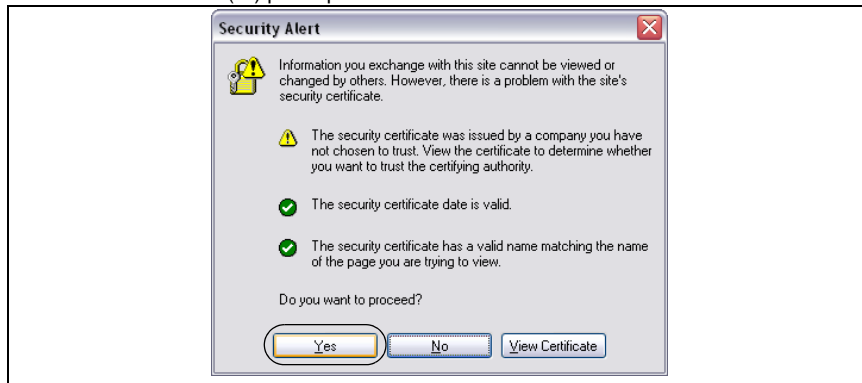 Security Alert
Information you exchange with this site cannot be viewed or
changed by others. However, there is a problem with the site's
security certificate.
The security certificate was issued by a company you have
not chosen to trust. View the certificate to determine whether
you want to trust the certifying authority.
The security certificate date is valid.
The security certificate has a valid name matching the name
of the page you are trying to view.
Do you want to proceed?
Yes No View Certificate